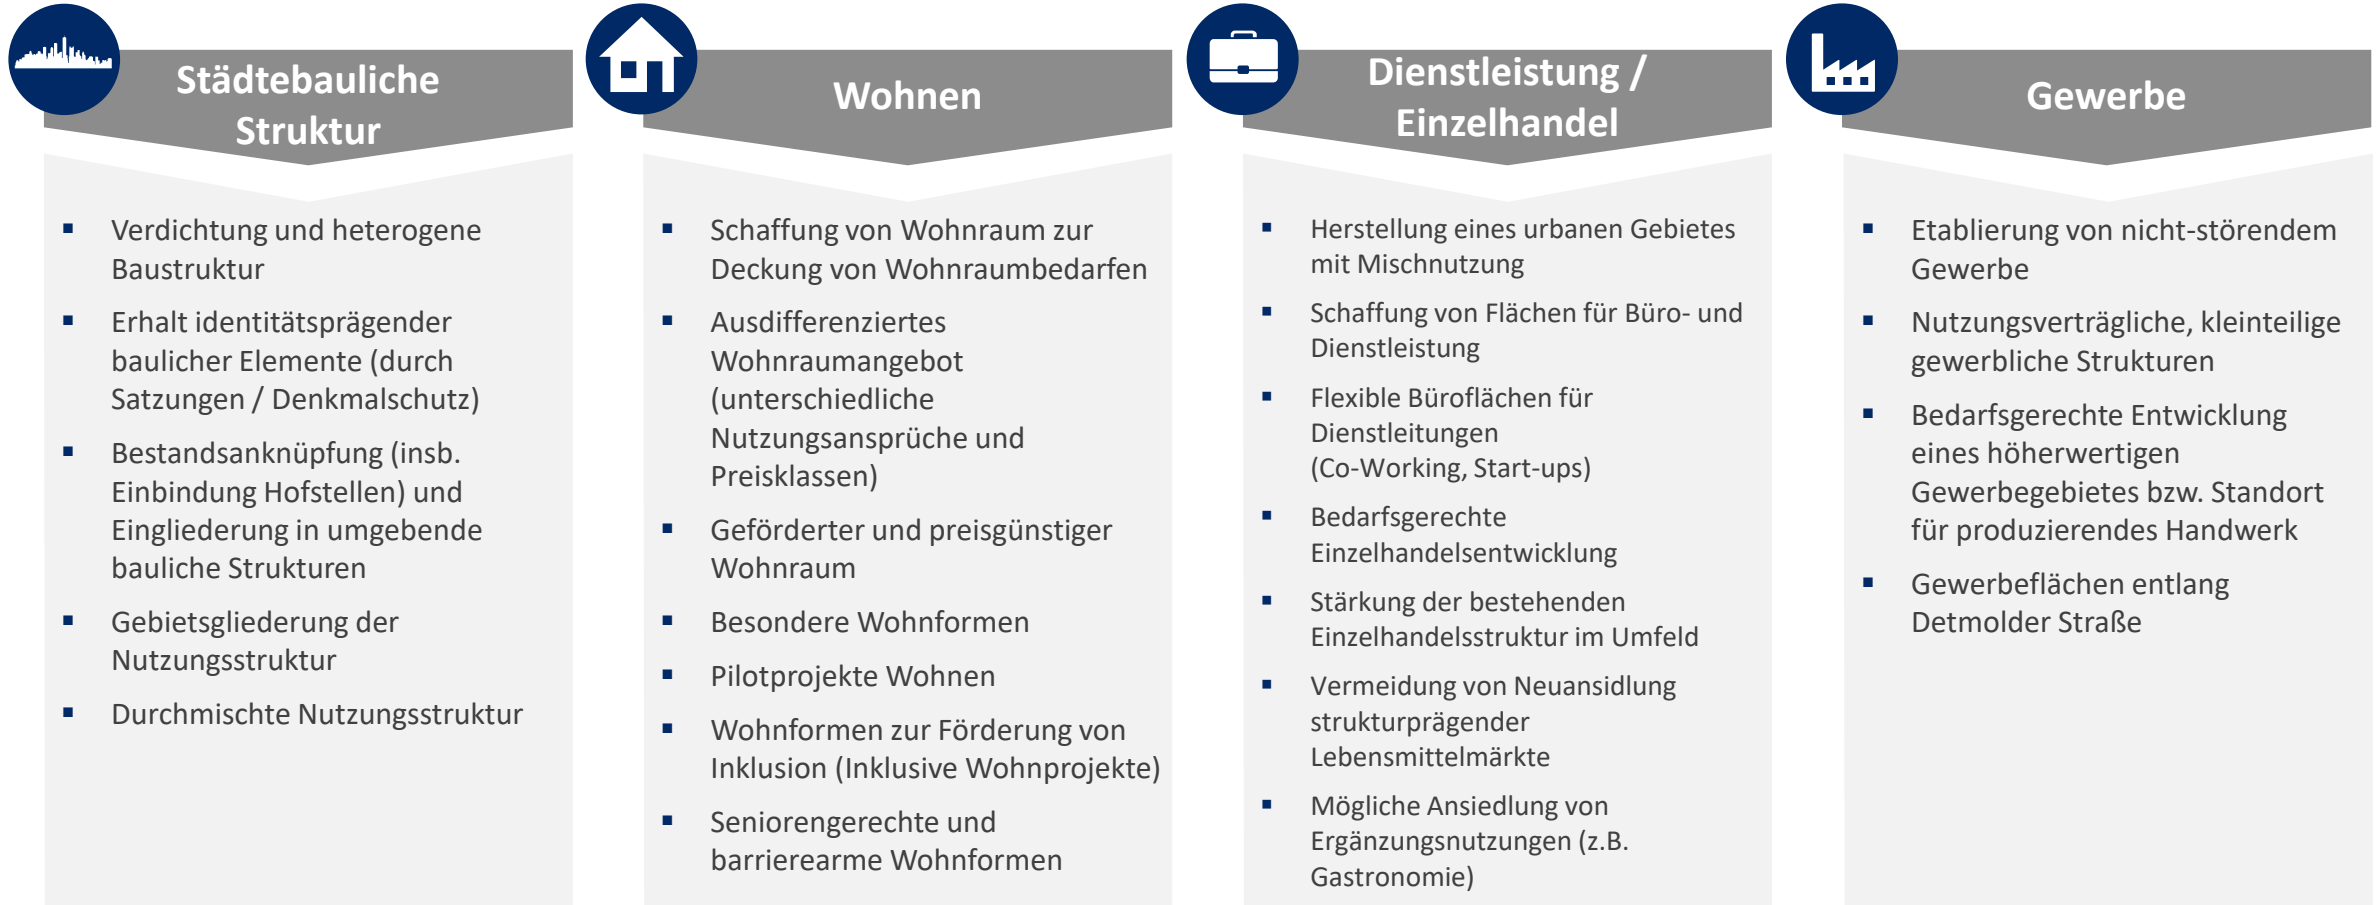 Städtebauliche
Struktur
▪ Verdichtung und heterogene
Baustruktur
▪ Erhalt identitätsprägender
baulicher Elemente (durch
Satzungen / Denkmalschutz)
▪ Bestandsanknüpfung (insb.
Einbindung Hofstellen) und
Eingliederung in umgebende
bauliche Strukturen
▪ Gebietsgliederung der
Nutzungsstruktur
▪ Durchmischte Nutzungsstruktur
Wohnen
▪ Schaffung von Wohnraum zur
Deckung von Wohnraumbedarfen
▪ Ausdifferenziertes
Wohnraumangebot
(unterschiedliche
Nutzungsansprüche und
Preisklassen)
▪ Geförderter und preisgünstiger
Wohnraum
▪ Besondere Wohnformen
▪ Pilotprojekte Wohnen
▪ Wohnformen zur Förderung von
Inklusion (Inklusive Wohnprojekte)
▪ Seniorengerechte und
barrierearme Wohnformen
Dienstleistung /
Einzelhandel
▪ Herstellung eines urbanen Gebietes
mit Mischnutzung
▪ Schaffung von Flächen für Büro- und
Dienstleistung
▪ Flexible Büroflächen für
Dienstleitungen
(Co-Working, Start-ups)
▪ Bedarfsgerechte
Einzelhandelsentwicklung
▪ Stärkung der bestehenden
Einzelhandelsstruktur im Umfeld
▪ Vermeidung von Neuansidlung
strukturprägender
Lebensmittelmärkte
▪ Mögliche Ansiedlung von
Ergänzungsnutzungen (z.B.
Gastronomie)
Gewerbe
▪ Etablierung von nicht-störendem
Gewerbe
▪ Nutzungsverträgliche, kleinteilige
gewerbliche Strukturen
▪ Bedarfsgerechte Entwicklung
eines höherwertigen
Gewerbegebietes bzw. Standort
für produzierendes Handwerk
▪ Gewerbeflächen entlang
Detmolder Straße